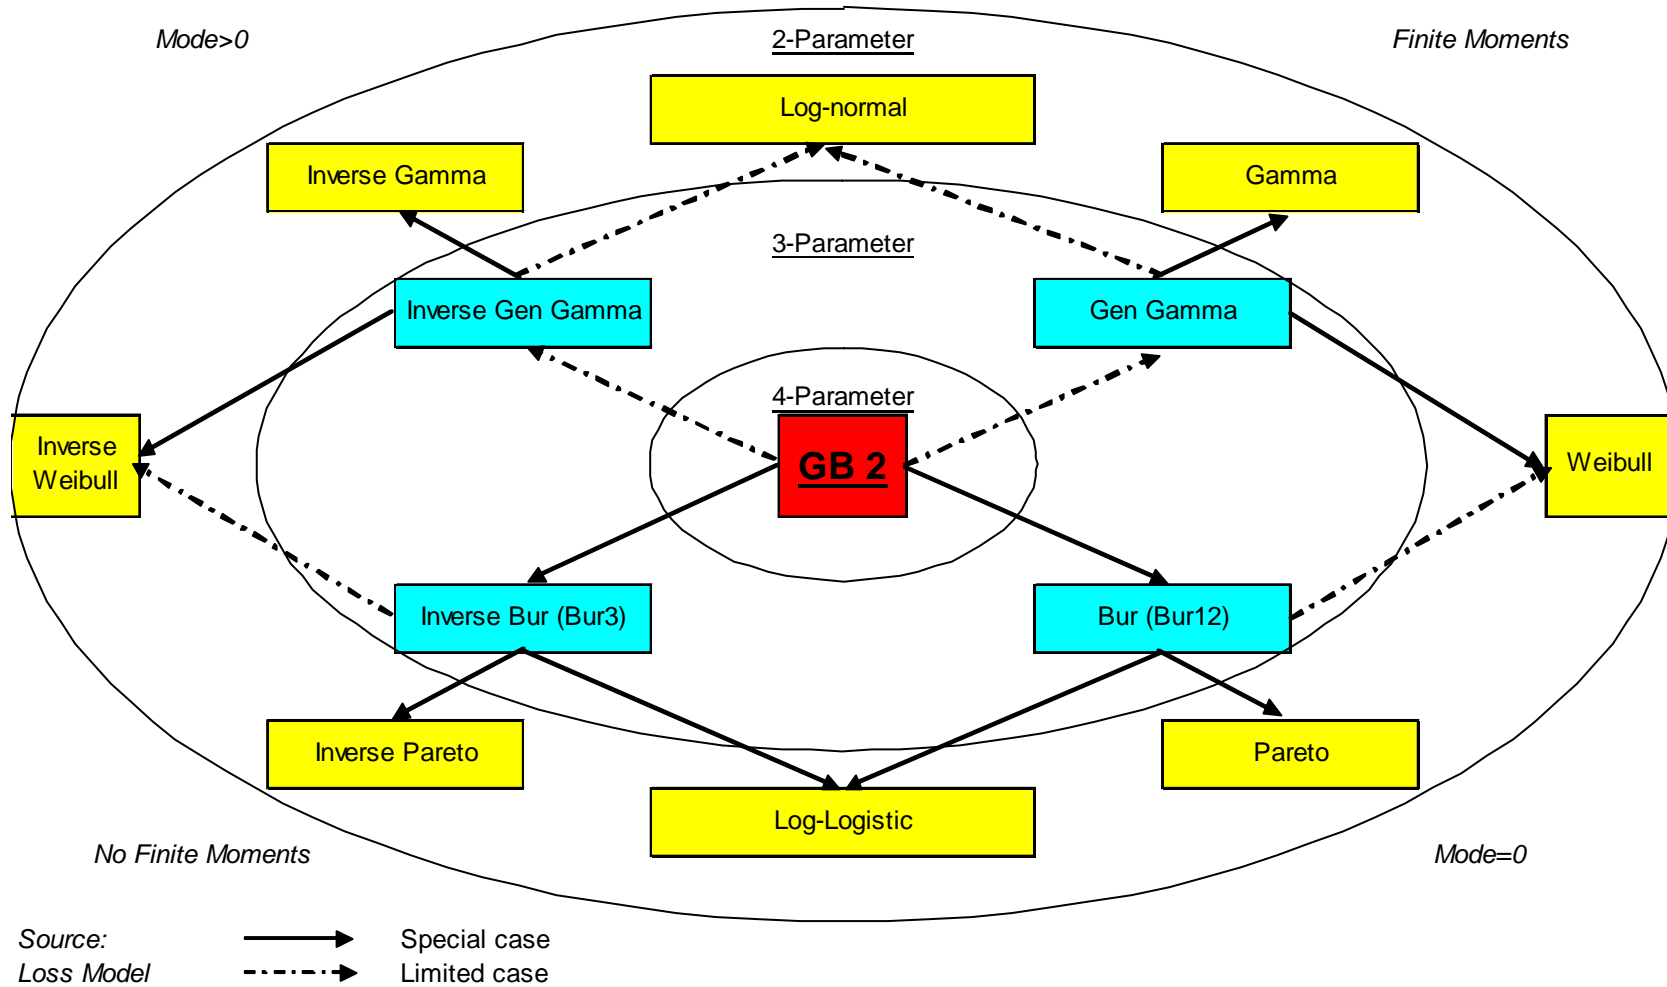 Mode>0
2-Parameter
Finite Moments
Log-normal
Inverse Gamma
Gamma
3-Parameter
Inverse Gen Gamma
Gen Gamma
4-Parameter
Inverse
Weibull
GB 2
Weibull
Inverse Bur (Bur3)
Bur (Bur12)
Inverse Pareto
Pareto
Log-Logistic
No Finite Moments
Mode=0
Source:
Special case
Loss Model
Limited case